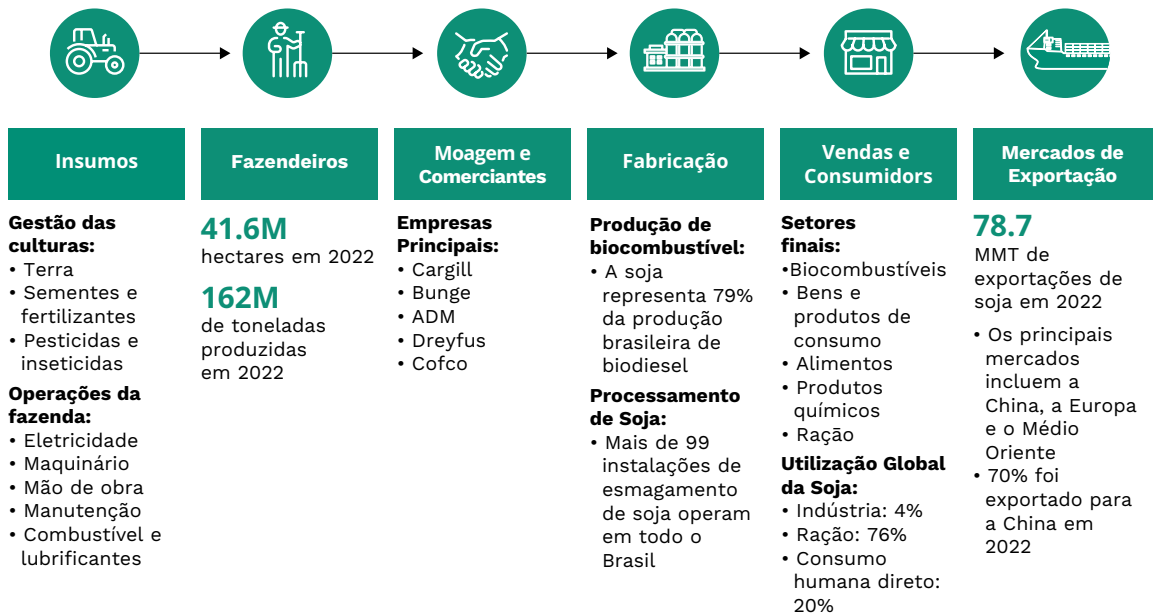 Insumos
Gestão das
culturas:
• Terra
• Sementes e
fertilizantes
• Pesticidas e
inseticidas
Operações da
fazenda:
• Eletricidade
• Maquinário
• Mão de obra
• Manutenção
• Combustível e
lubrificantes
Fazendeiros
41.6M
hectares em 2022
162M
de toneladas
produzidas
em 2022
Moagem e
Comerciantes
Empresas
Principais:
• Cargill
• Bunge
• ADM
• Dreyfus
• Cofco
Fabricação
Produção de
biocombustível:
• A soja
representa 79%
da produção
brasileira de
biodiesel
Processamento
de Soja:
• Mais de 99
instalações de
esmagamento
de soja operam
em todo o
Brasil
Vendas e
Consumidors
Setores
finais:
•Biocombustíveis
• Bens e
produtos de
consumo
• Alimentos
• Produtos
químicos
• Ração
Utilização Global
da Soja:
• Indústria: 4%
• Ração: 76%
• Consumo
humana direto:
20%
Mercados de
Exportação
78.7
MMT de
exportações de
soja em 2022
• Os principais
mercados
incluem a
China, a Europa
e o Médio
Oriente
• 70% foi
exportado para
a China em
2022